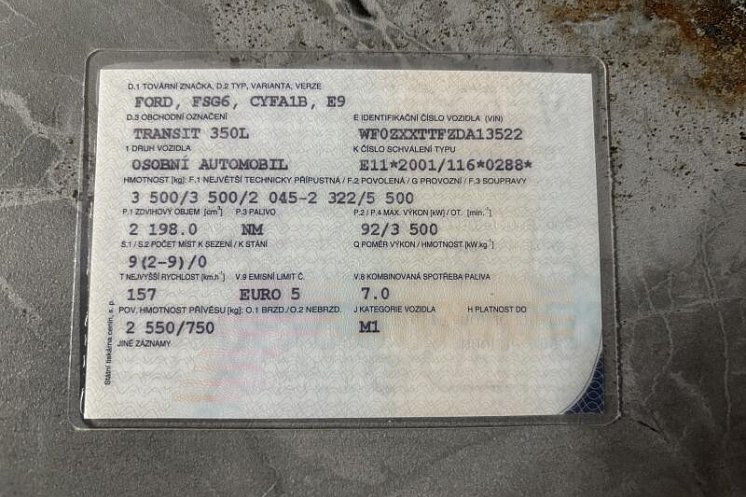 D.1 TOVÁRNÍ ZNAČKA, D.2 TYP, VARIANTA, VERZE
FORD, FSG6, CYFA1B, E9
D.3 OBCHODNÍ OZNAČENÍ E IDENTIFIKAČNÍ ČÍSLO VOZIDLA (VIN)
TRANSIT 350L WF0ZXXTTFZDA13522
1 DRUH VOZIDLA K ČÍSLO SCHVÁLENÍ TYPU
OSOBNÍ AUTOMOBIL E11*2001/116*0288*
HMOTNOST [kg]: F.1 NEJVĚTŠÍ TECHNICKY PŘÍPUSTNÁ / F.2 POVOLENÁ / G PROVOZNÍ / F.3 SOUPRAVY
3 500/3 500/2 045-2 322/5 500
P.1 ZDVIHOVÝ OBJEM [cm³] P.3 PALIVO P.2 / P.4 MAX. VÝKON [kW] / OT. [min.⁻¹]
2 198.0 NM 92/3 500
S.1 / S.2 POČET MÍST K SEZENÍ / K STÁNÍ Q POMĚR VÝKON / HMOTNOST [kW.kg⁻¹]
9(2-9)/0
T NEJVYŠŠÍ RYCHLOST [km.h⁻¹] V.9 EMISNÍ LIMIT Č. V.8 KOMBINOVANÁ SPOTŘEBA PALIVA
157 EURO 5 7.0
POV. HMOTNOST PŘÍVĚSU [kg]: O.1 BRZD./O.2 NEBRZD. J KATEGORIE VOZIDLA H PLATNOST DO
2 550/750 M1
JINÉ ZÁZNAMY
Státní tiskárna cenin, s. p.